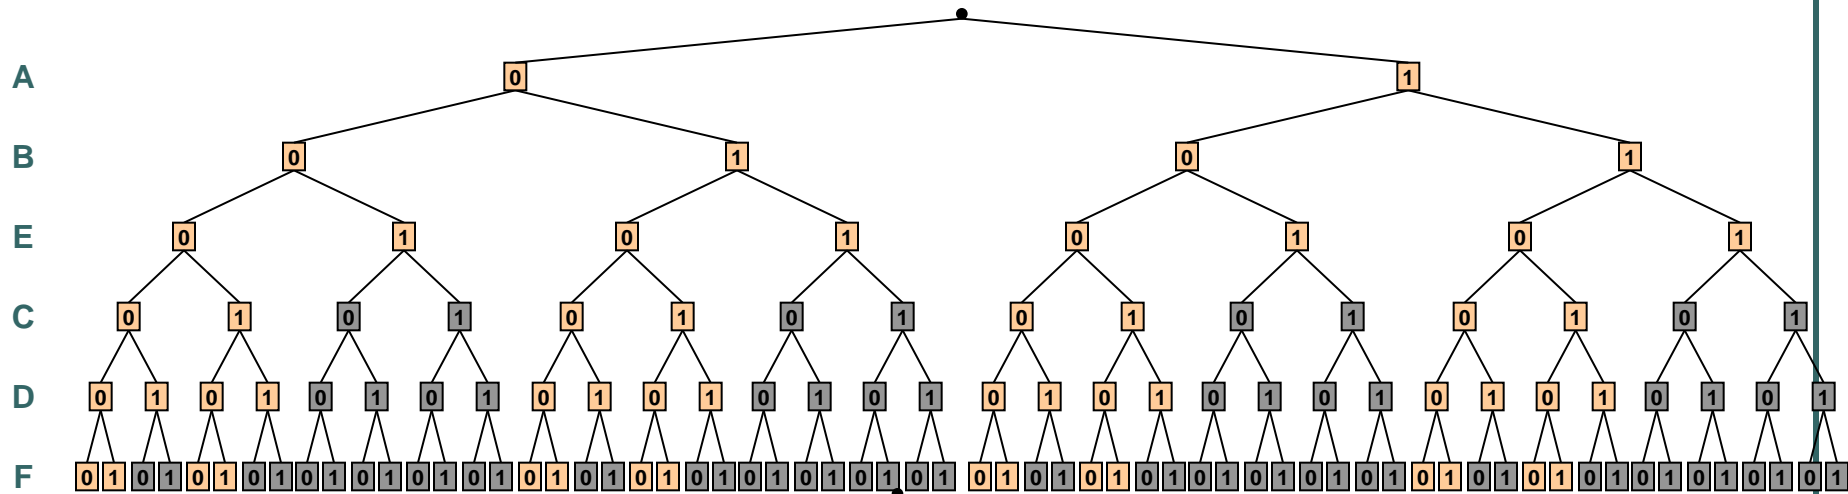 A 0 1
B 0 1 0 1
E 0 1 0 1 0 1 0 1
C 0 1 0 1 0 1 0 1 0 1 0 1 0 1 0 1
D 0 1 0 1 0 1 0 1 0 1 0 1 0 1 0 1 0 1 0 1 0 1 0 1 0 1 0 1 0 1 0 1
F 0 1 0 1 0 1 0 1 0 1 0 1 0 1 0 1 0 1 0 1 0 1 0 1 0 1 0 1 0 1 0 1 0 1 0 1 0 1 0 1 0 1 0 1 0 1 0 1 0 1 0 1 0 1 0 1 0 1 0 1 0 1 0 1